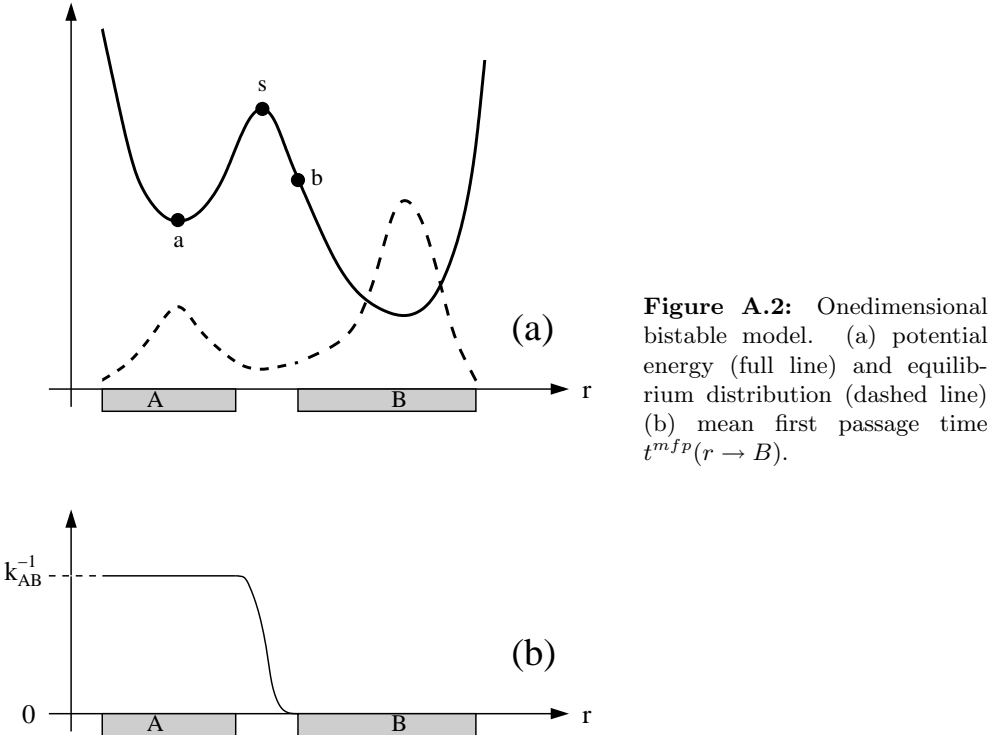 s
b
a
(a)
A
B
r
Figure A.2: Onedimensional
bistable model. (a) potential
energy (full line) and equilib-
rium distribution (dashed line)
(b) mean first passage time
t^{mfp}(r → B).
k_{AB}^{-1}
(b)
0
A
B
r